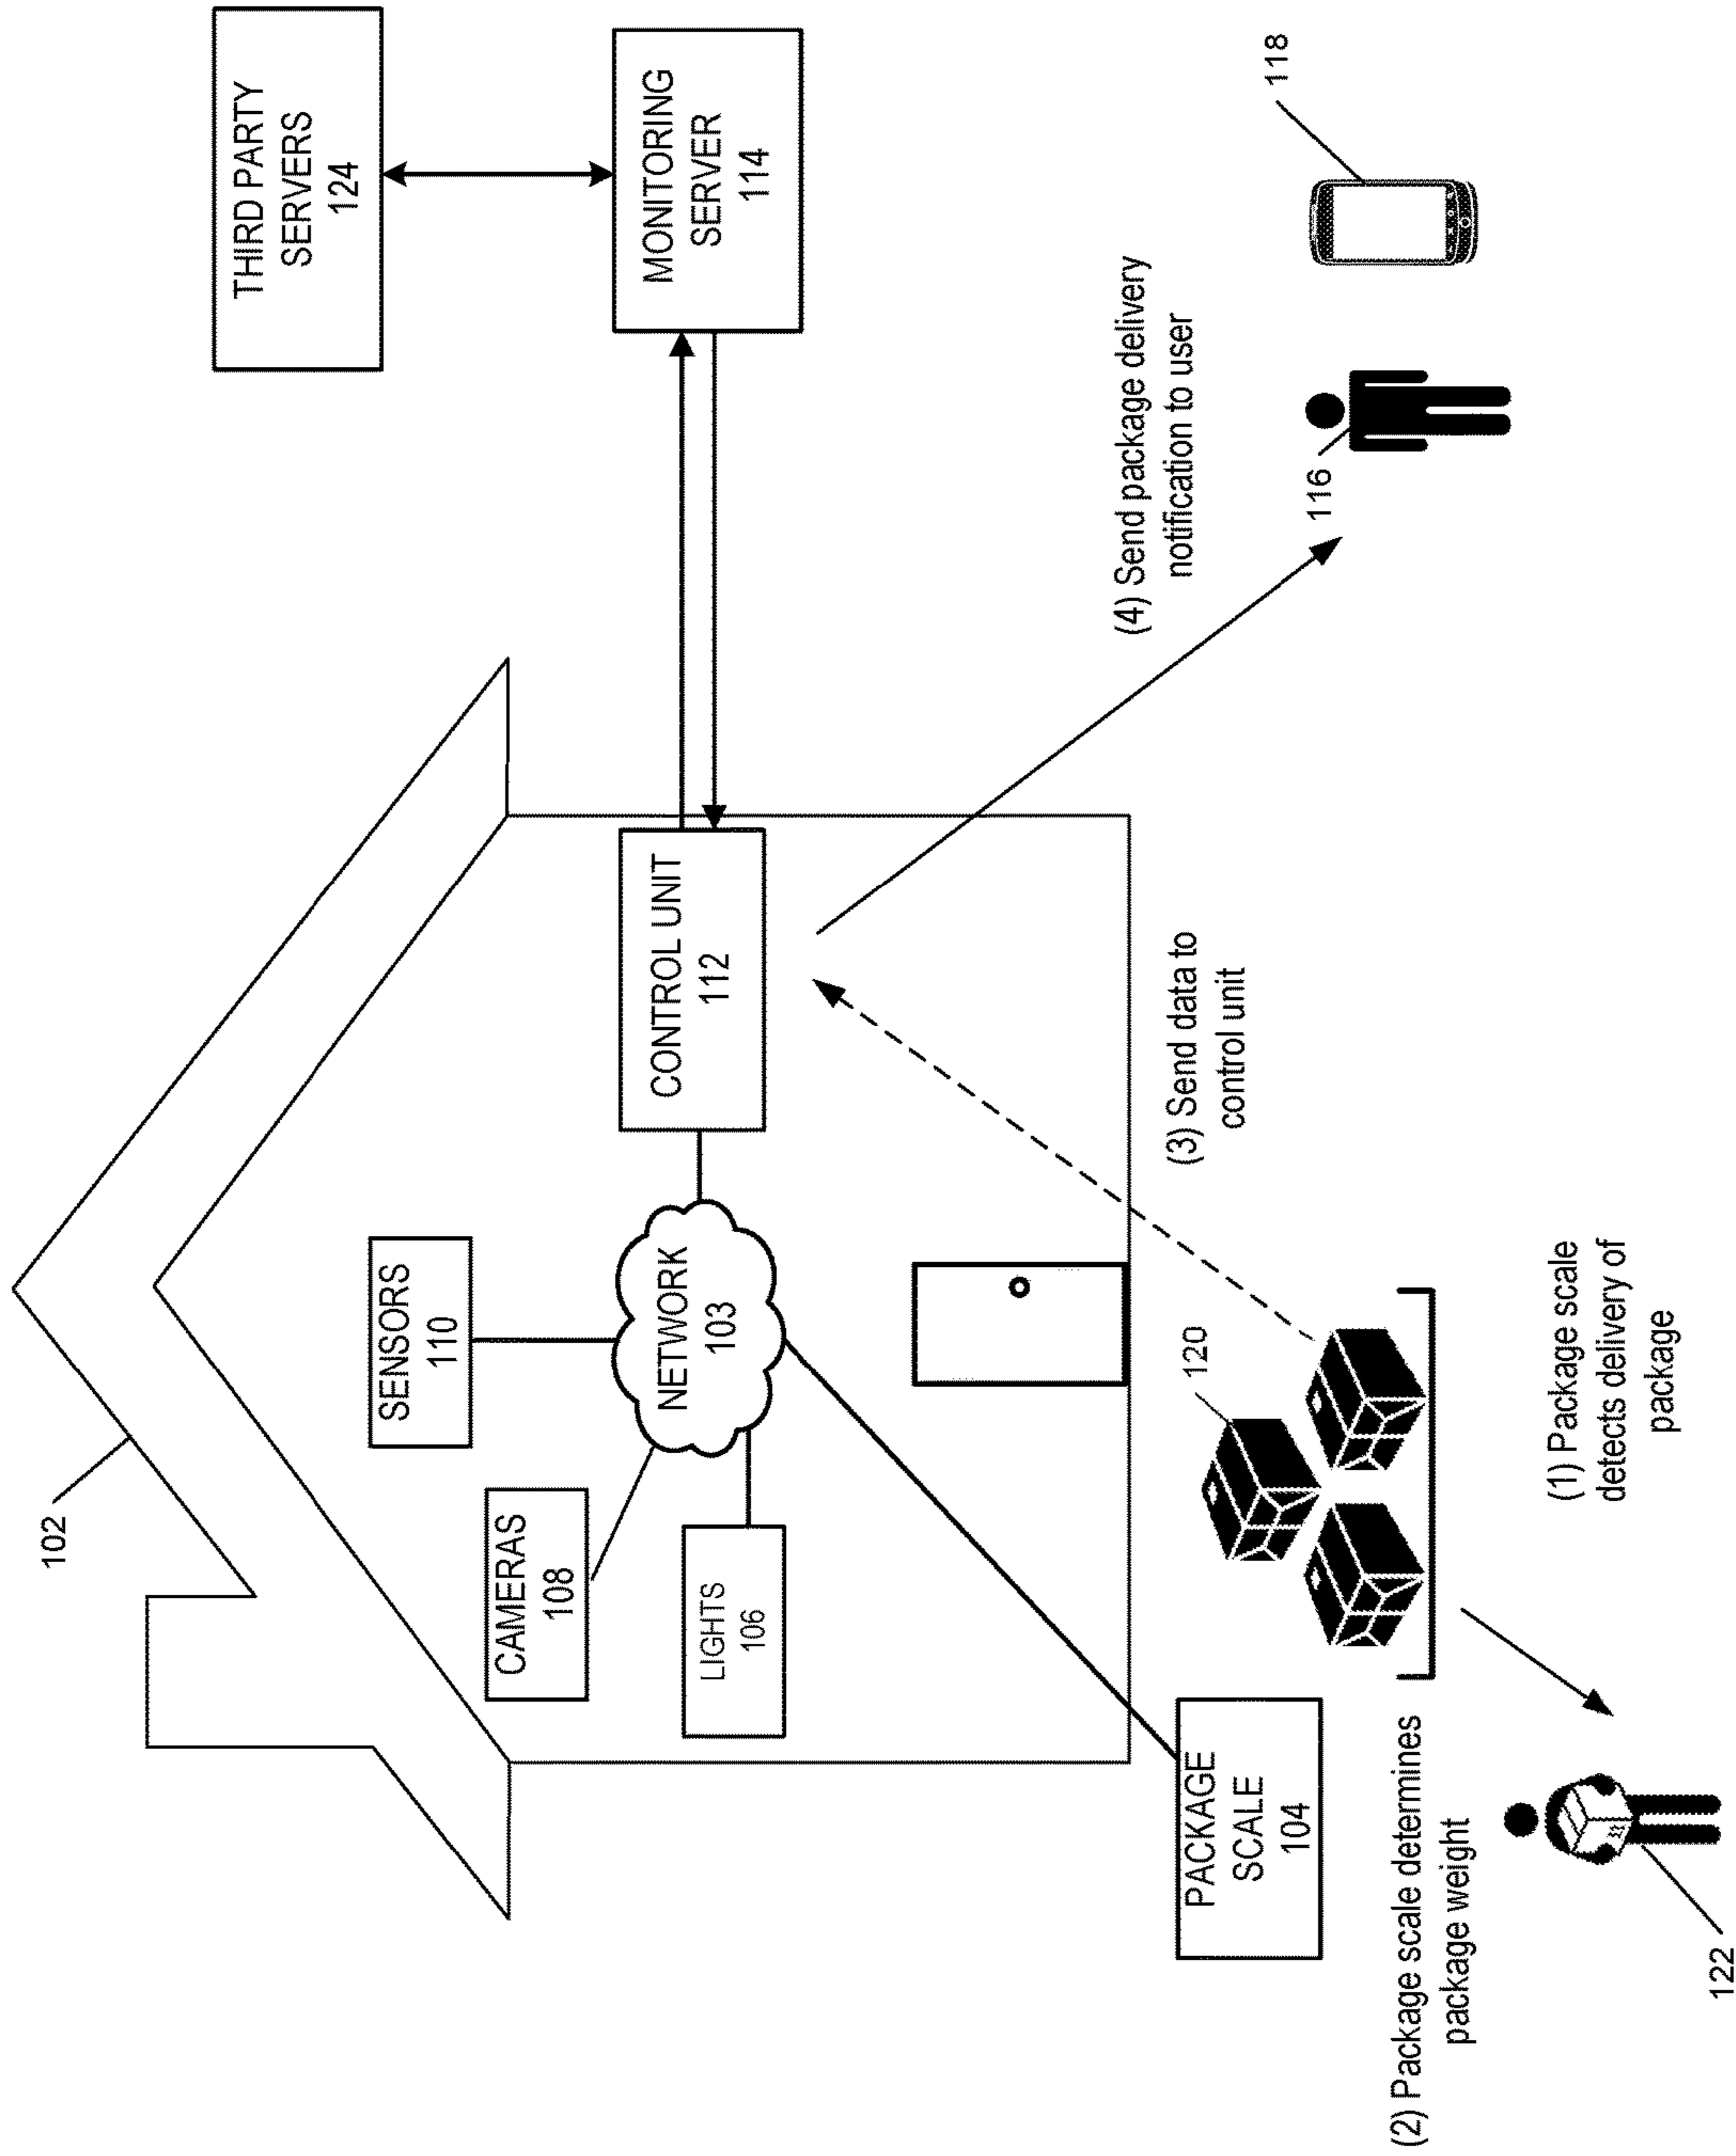 THIRD PARTY
SERVERS
124
MONITORING
SERVER
114
102
SENSORS
110
CAMERAS
108
LIGHTS
106
NETWORK
103
CONTROL UNIT
112
PACKAGE
SCALE
104
120
(3) Send data to
control unit
(4) Send package delivery
notification to user
116
118
(2) Package scale determines
package weight
(1) Package scale
detects delivery of
package
122